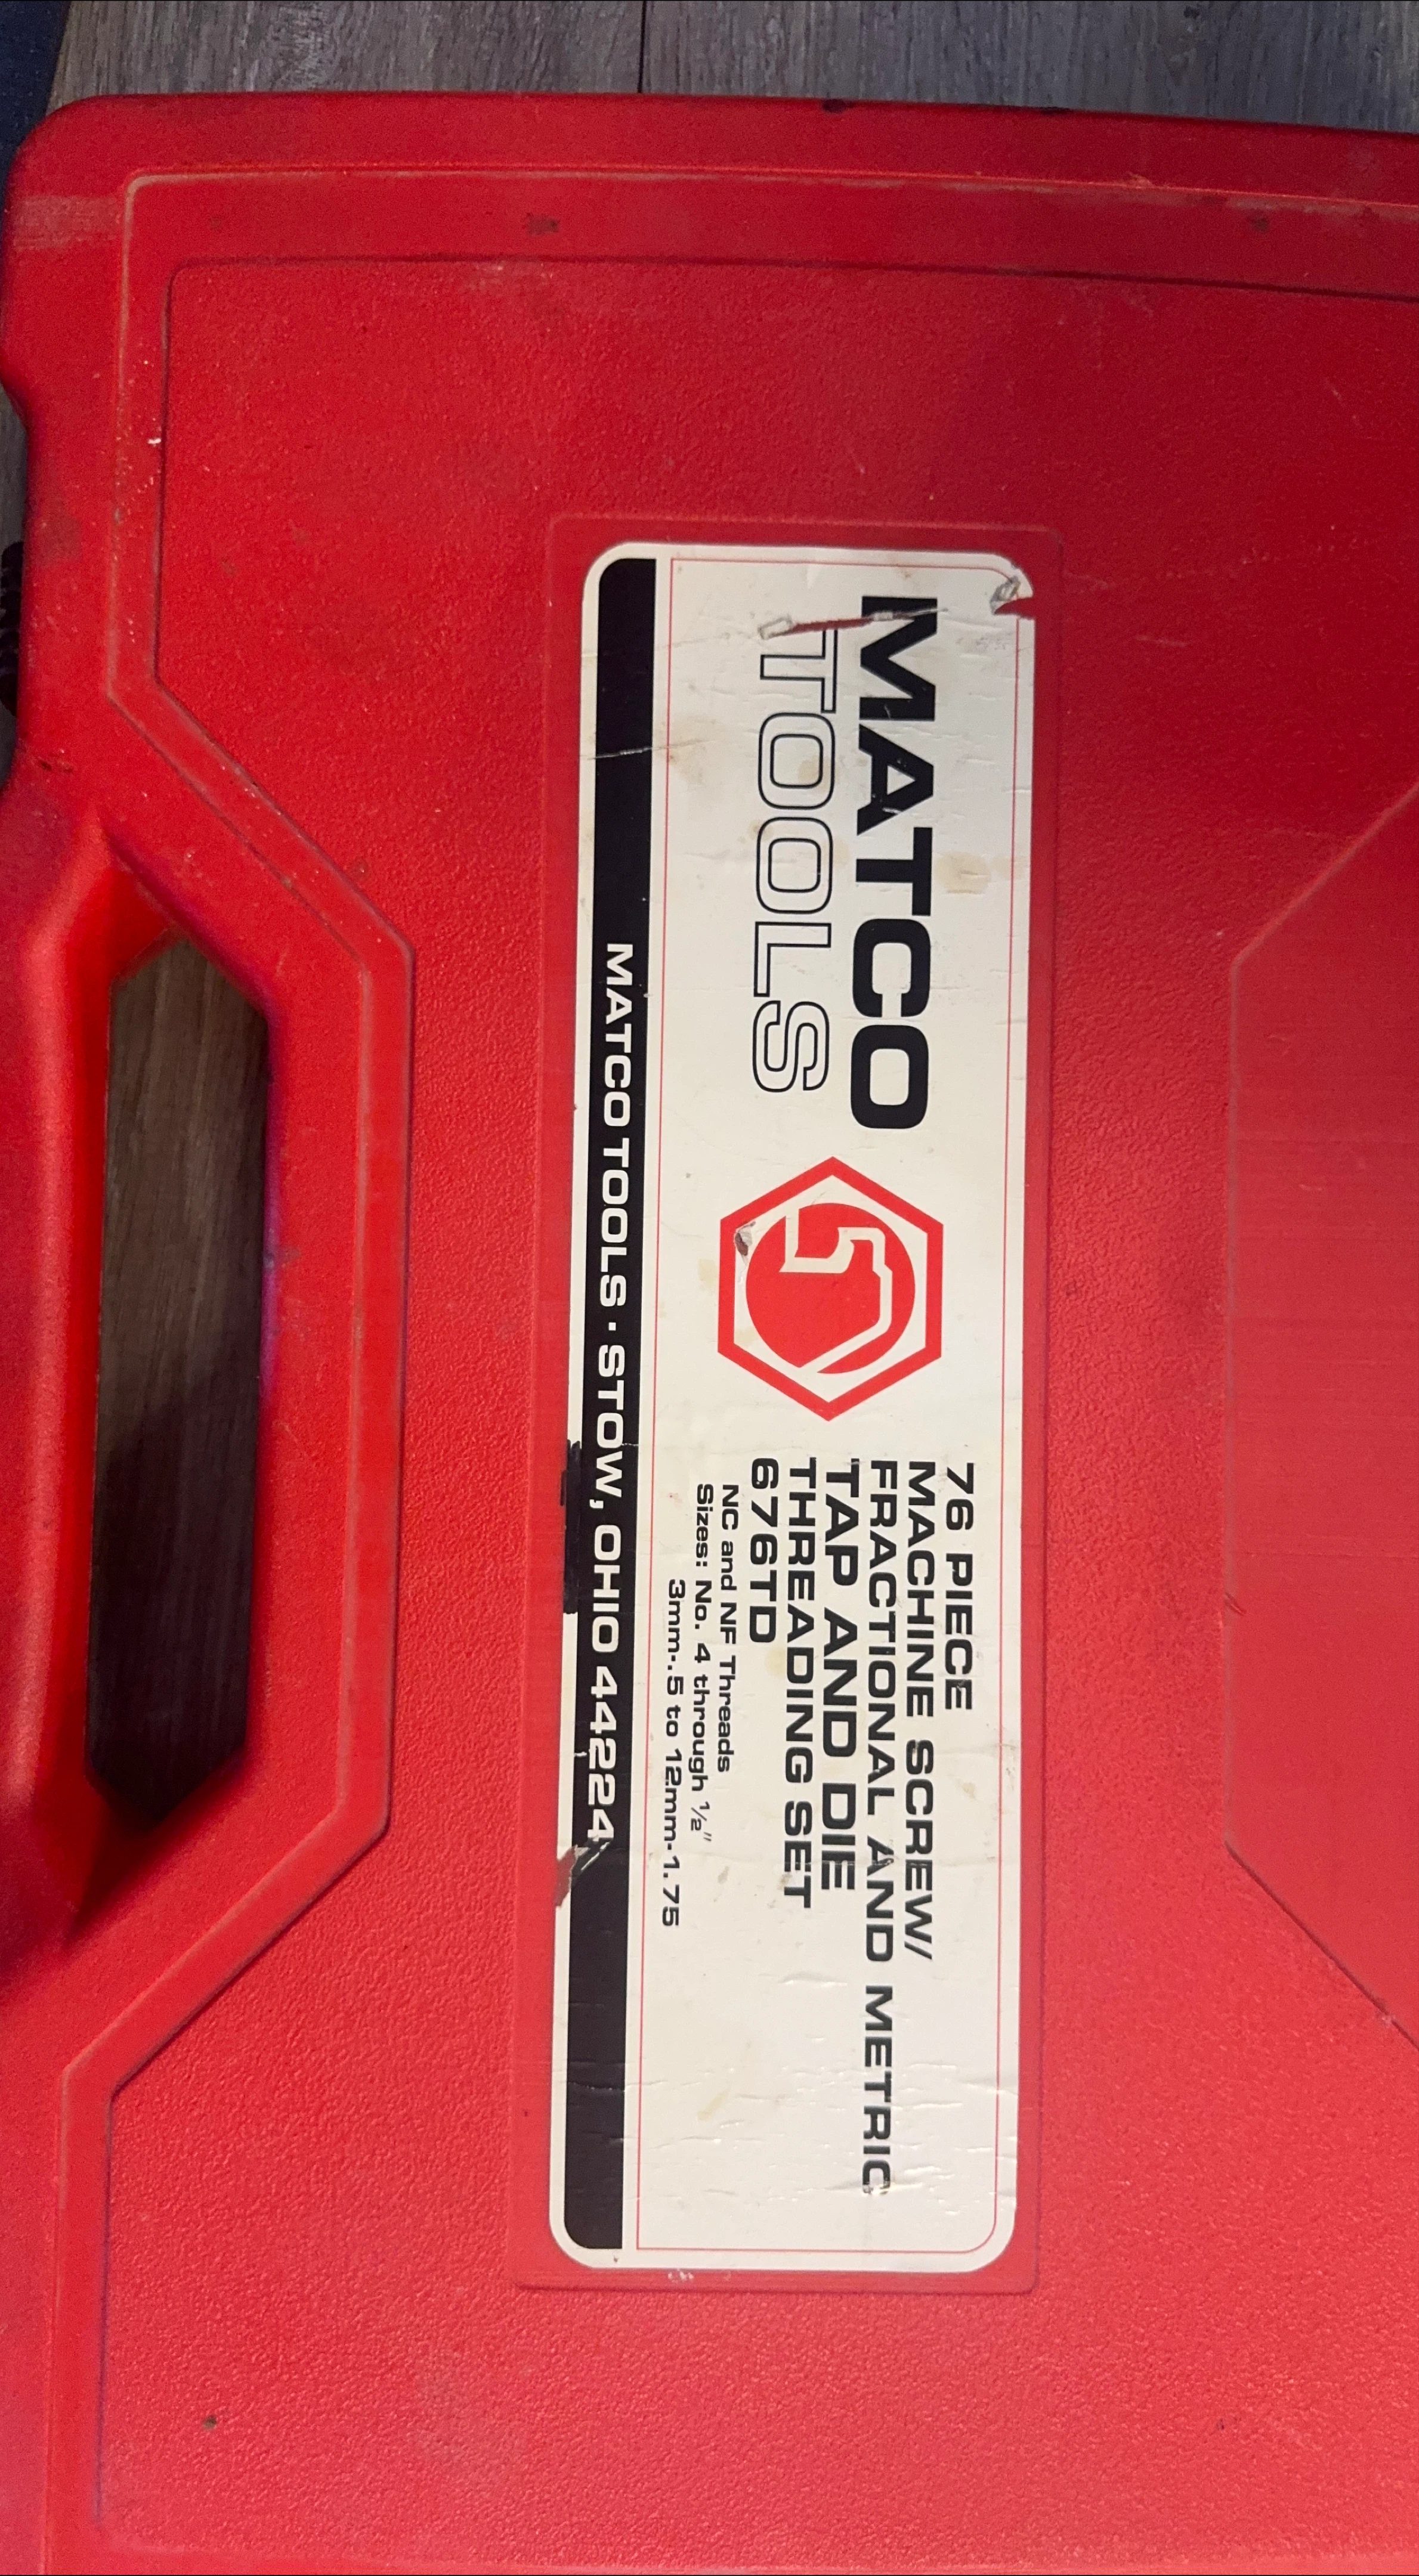 MATCO
TOOLS
76 PIECE
MACHINE SCREW/
FRACTIONAL AND METRIC
TAP AND DIE
THREADING SET
676TD
NC and NF Threads
Sizes: No. 4 through ½"
3mm-.5 to 12mm-1.75
MATCO TOOLS · STOW, OHIO 44224